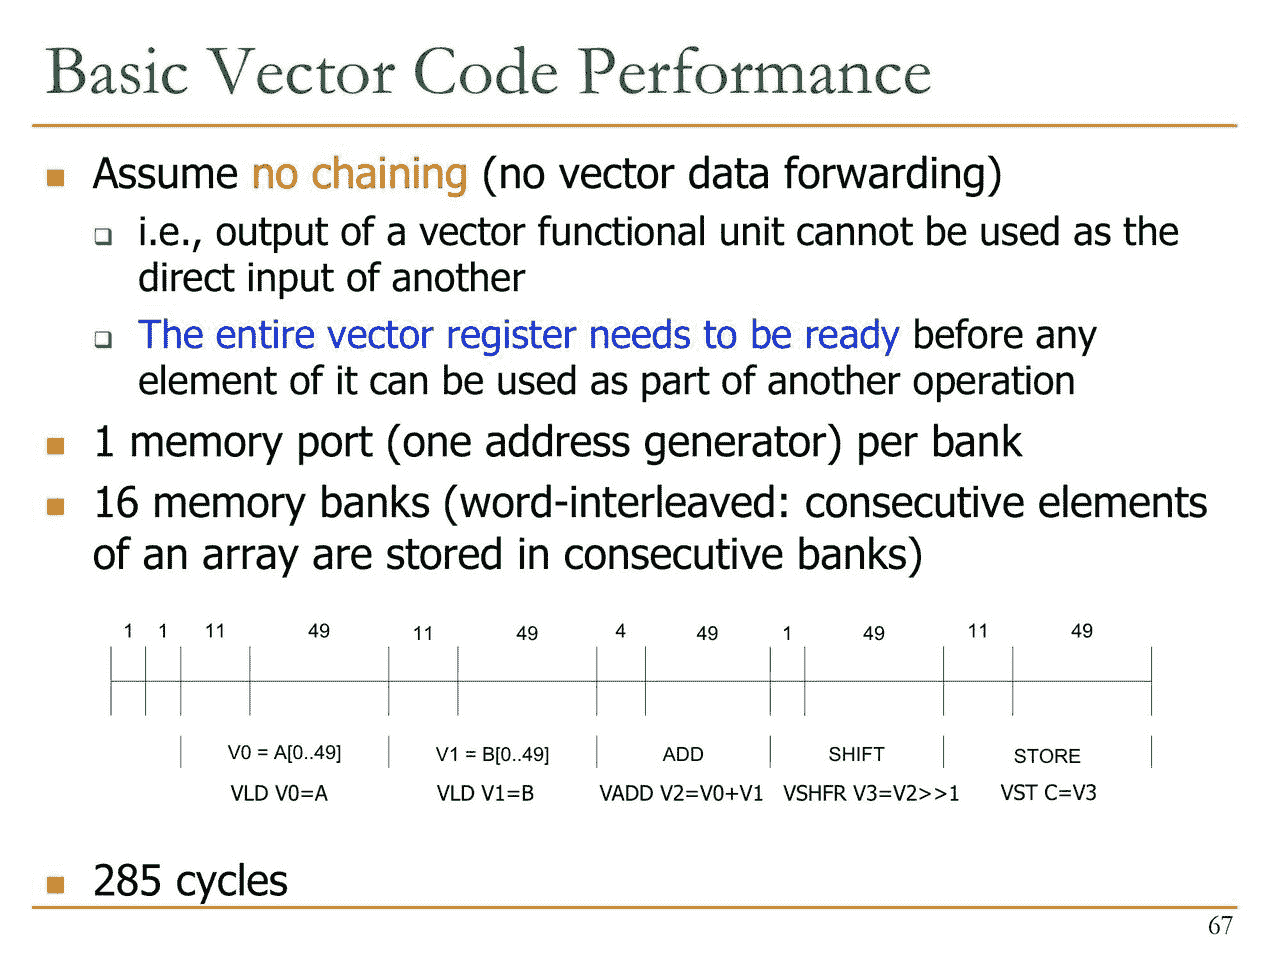 Basic Vector Code Performance
Assume no chaining (no vector data forwarding)
i.e., output of a vector functional unit cannot be used as the
direct input of another
The entire vector register needs to be ready before any
element of it can be used as part of another operation
1 memory port (one address generator) per bank
16 memory banks (word-interleaved: consecutive elements
of an array are stored in consecutive banks)
1 1 11 49 11 49 4 49 1 49 11 49
V0 = A[0..49] V1 = B[0..49] ADD SHIFT STORE
VLD V0=A VLD V1=B VADD V2=V0+V1 VSHFR V3=V2>>1 VST C=V3
285 cycles
67